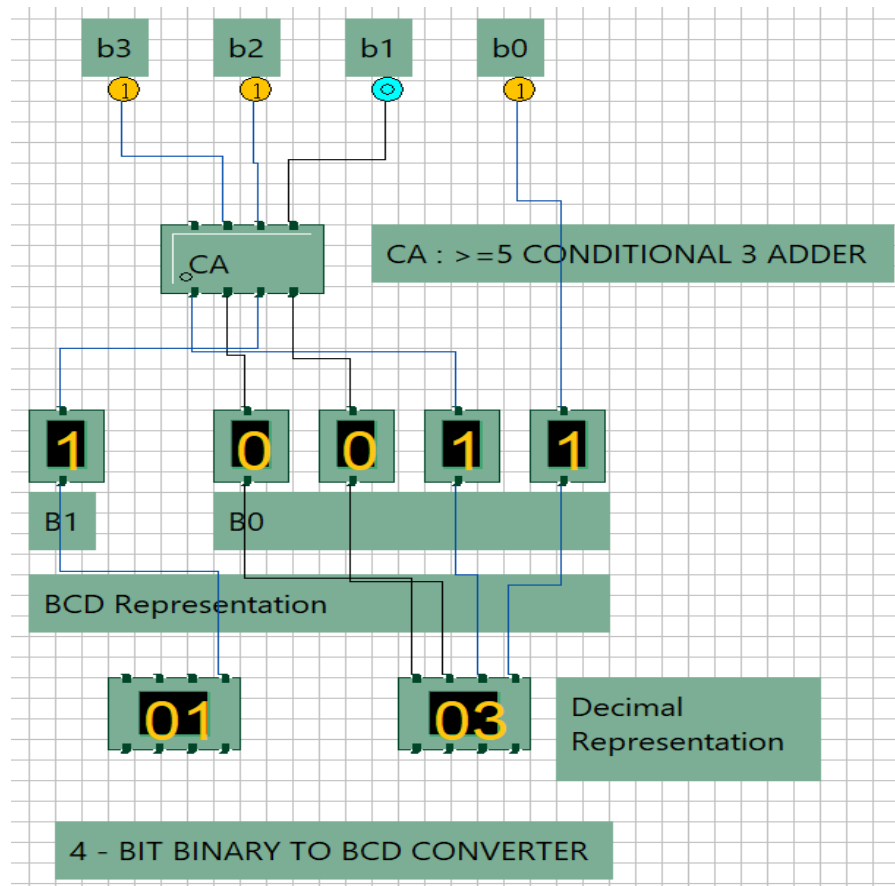 b3 b2 b1 b0
1 1 0 1
CA
CA : >=5 CONDITIONAL 3 ADDER
1 0 0 1 1
B1 B0
BCD Representation
01 03
Decimal
Representation
4 - BIT BINARY TO BCD CONVERTER